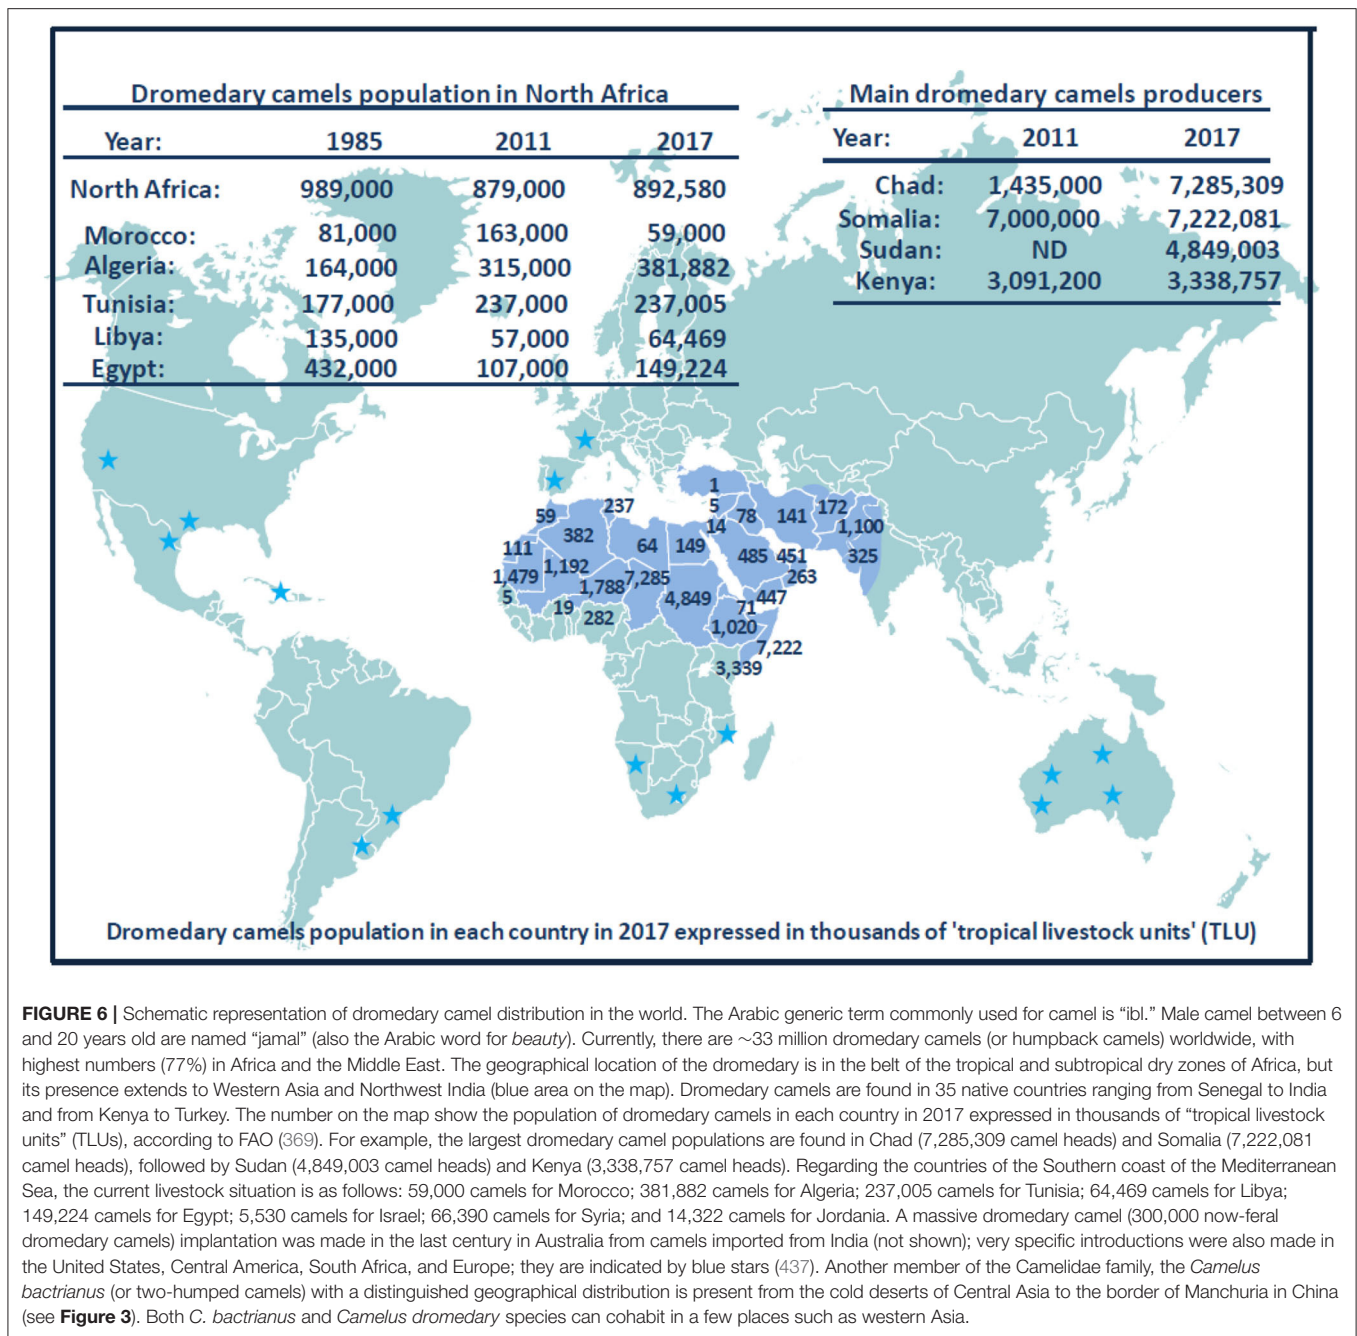 Dromedary camels population in North Africa
Year: 1985 2011 2017
North Africa: 989,000 879,000 892,580
Morocco: 81,000 163,000 59,000
Algeria: 164,000 315,000 381,882
Tunisia: 177,000 237,000 237,005
Libya: 135,000 57,000 64,469
Egypt: 432,000 107,000 149,224
Main dromedary camels producers
Year: 2011 2017
Chad: 1,435,000 7,285,309
Somalia: 7,000,000 7,222,081
Sudan: ND 4,849,003
Kenya: 3,091,200 3,338,757
1
5
237
59
78
141
172
14
1,100
382
64
149
111
485
451
325
1,192
1,479
1,788
7,285
263
5
4,849
447
19
71
282
1,020
7,222
3,339
Dromedary camels population in each country in 2017 expressed in thousands of 'tropical livestock units' (TLU)
FIGURE 6 | Schematic representation of dromedary camel distribution in the world. The Arabic generic term commonly used for camel is “ibl.” Male camel between 6
and 20 years old are named “jamal” (also the Arabic word for beauty). Currently, there are ~33 million dromedary camels (or humpback camels) worldwide, with
highest numbers (77%) in Africa and the Middle East. The geographical location of the dromedary is in the belt of the tropical and subtropical dry zones of Africa, but
its presence extends to Western Asia and Northwest India (blue area on the map). Dromedary camels are found in 35 native countries ranging from Senegal to India
and from Kenya to Turkey. The number on the map show the population of dromedary camels in each country in 2017 expressed in thousands of “tropical livestock
units” (TLUs), according to FAO (369). For example, the largest dromedary camel populations are found in Chad (7,285,309 camel heads) and Somalia (7,222,081
camel heads), followed by Sudan (4,849,003 camel heads) and Kenya (3,338,757 camel heads). Regarding the countries of the Southern coast of the Mediterranean
Sea, the current livestock situation is as follows: 59,000 camels for Morocco; 381,882 camels for Algeria; 237,005 camels for Tunisia; 64,469 camels for Libya;
149,224 camels for Egypt; 5,530 camels for Israel; 66,390 camels for Syria; and 14,322 camels for Jordania. A massive dromedary camel (300,000 now-feral
dromedary camels) implantation was made in the last century in Australia from camels imported from India (not shown); very specific introductions were also made in
the United States, Central America, South Africa, and Europe; they are indicated by blue stars (437). Another member of the Camelidae family, the Camelus
bactrianus (or two-humped camels) with a distinguished geographical distribution is present from the cold deserts of Central Asia to the border of Manchuria in China
(see Figure 3). Both C. bactrianus and Camelus dromedary species can cohabit in a few places such as western Asia.